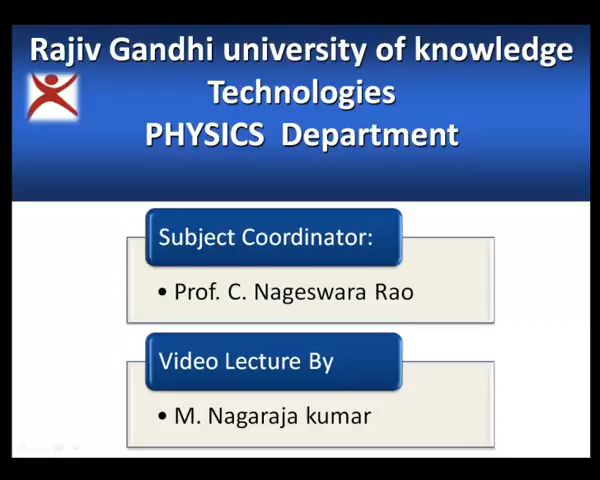 Rajiv Gandhi university of knowledge
Technologies
PHYSICS Department
Subject Coordinator:
• Prof. C. Nageswara Rao
Video Lecture By
• M. Nagaraja kumar